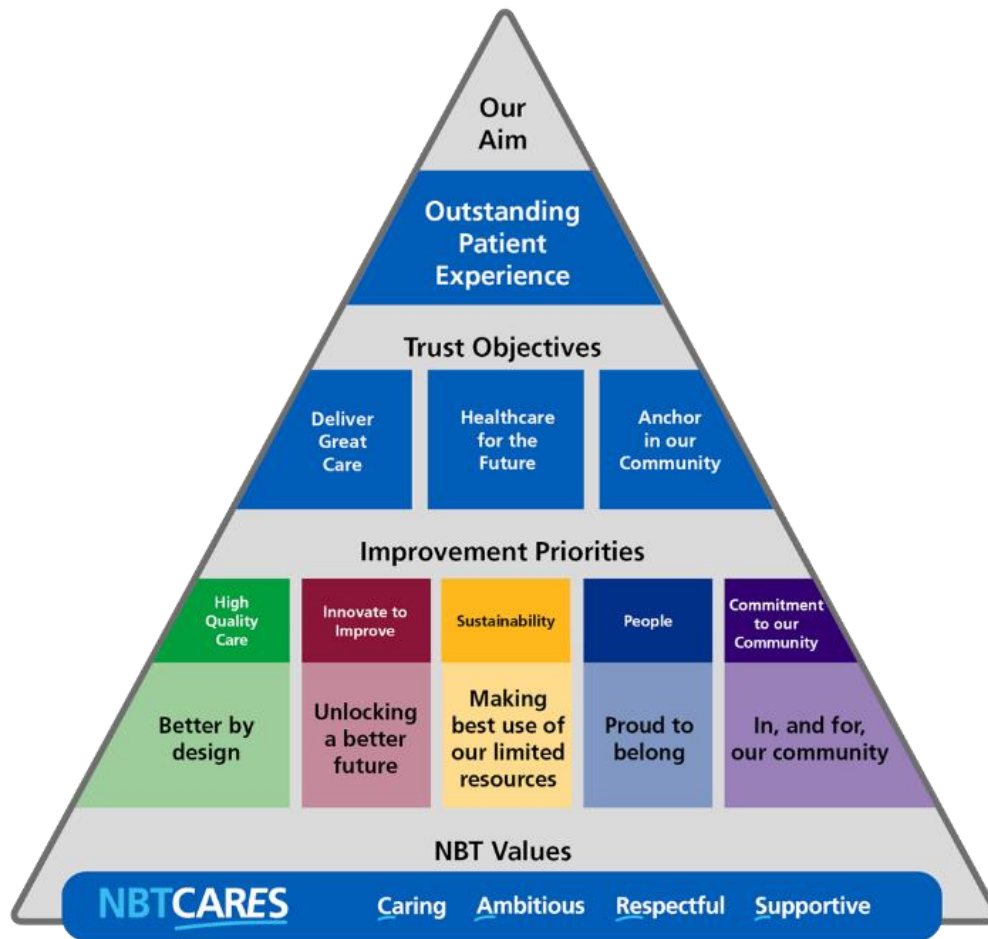 Our
Aim
Outstanding
Patient
Experience
Trust Objectives
Deliver
Great
Care
Healthcare
for the
Future
Anchor
in our
Community
Improvement Priorities
High
Quality
Care
Innovate to
Improve
Sustainability
People
Commitment
to our
Community
Better by
design
Unlocking
a better
future
Making
best use of
our limited
resources
Proud to
belong
In, and for,
our community
NBT Values
NBTCARES
Caring Ambitious Respectful Supportive